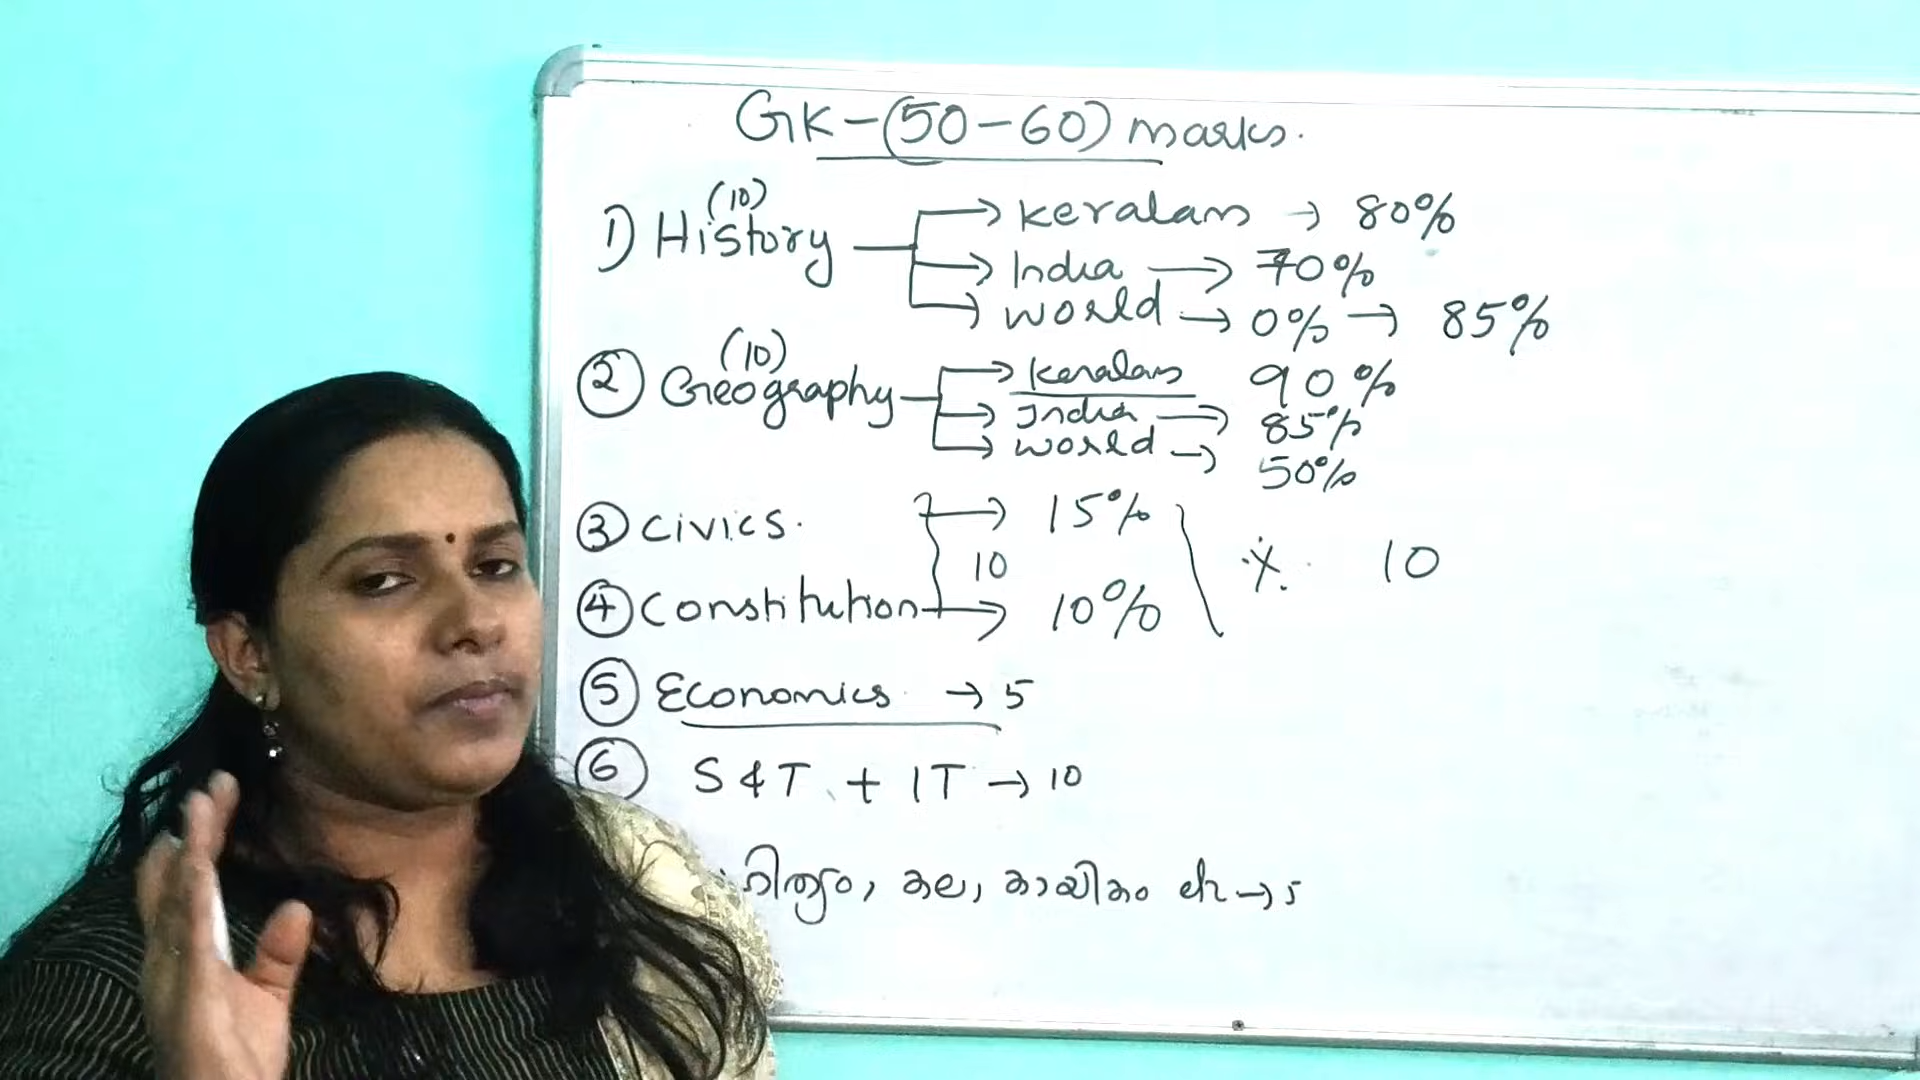 GK - (50-60) marks.
(10)
1) History → Keralam → 80%
→ India → 70%
→ World → 0% → 85%
(10)
② Geography → Keralam 90%
→ India → 85%
→ World → 50%
③ Civics. → 15%
10 10
④ Constitution → 10%
⑤ Economics → 5
⑥ S & T + IT → 10
ഹിത്യം, കല, കായികം etc → 5